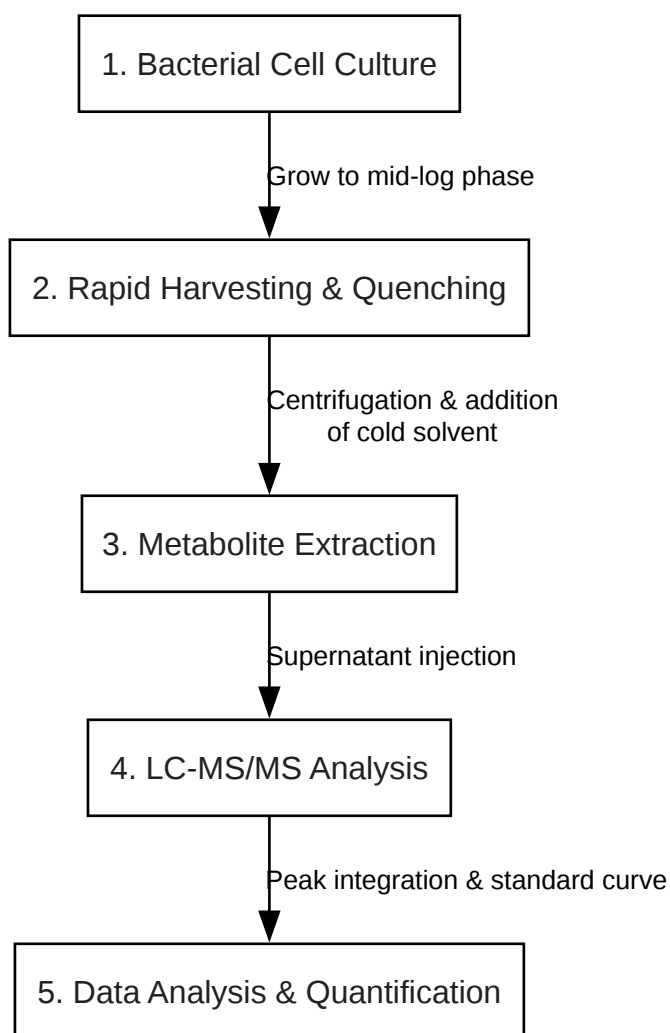 1. Bacterial Cell Culture
Grow to mid-log phase
2. Rapid Harvesting & Quenching
Centrifugation & addition
of cold solvent
3. Metabolite Extraction
Supernatant injection
4. LC-MS/MS Analysis
Peak integration & standard curve
5. Data Analysis & Quantification